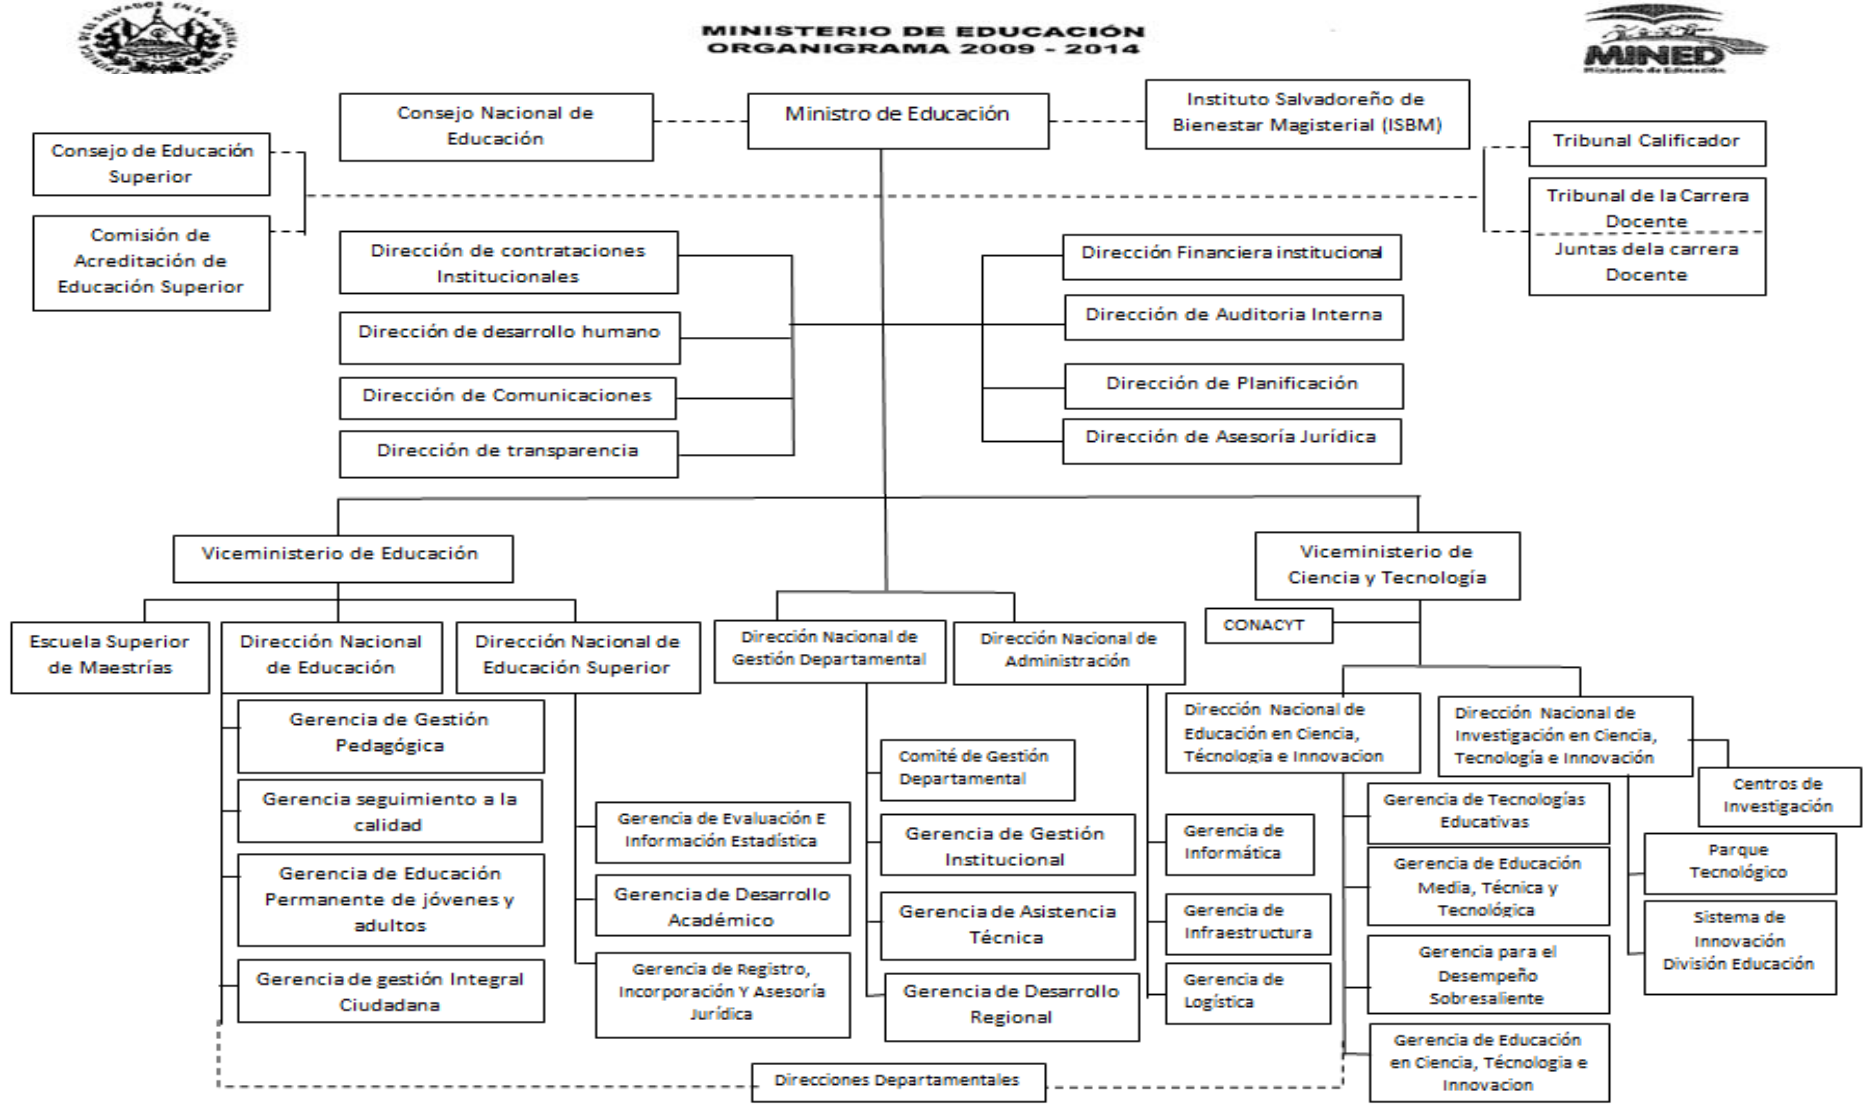 MINISTERIO DE EDUCACIÓN
ORGANIGRAMA 2009 - 2014
MINED
Ministerio de Educación
Consejo Nacional de
Educación
Ministro de Educación
Instituto Salvadoreño de
Bienestar Magisterial (ISBM)
Consejo de Educación
Superior
Tribunal Calificador
Comisión de
Acreditación de
Educación Superior
Tribunal de la Carrera
Docente
Juntas dela carrera
Docente
Dirección de contrataciones
Institucionales
Dirección Financiera institucional
Dirección de desarrollo humano
Dirección de Auditoria Interna
Dirección de Comunicaciones
Dirección de Planificación
Dirección de transparencia
Dirección de Asesoría Jurídica
Viceministerio de Educación
Viceministerio de
Ciencia y Tecnología
Escuela Superior
de Maestrías
Dirección Nacional
de Educación
Dirección Nacional de
Educación Superior
Dirección Nacional de
Gestión Departamental
Dirección Nacional de
Administración
CONACYT
Gerencia de Gestión
Pedagógica
Gerencia seguimiento a la
calidad
Gerencia de Educación
Permanente de jóvenes y
adultos
Gerencia de gestión Integral
Ciudadana
Gerencia de Evaluación E
Información Estadística
Gerencia de Desarrollo
Académico
Gerencia de Registro,
Incorporación Y Asesoría
Jurídica
Comité de Gestión
Departamental
Gerencia de Gestión
Institucional
Gerencia de Asistencia
Técnica
Gerencia de Desarrollo
Regional
Gerencia de
Informática
Gerencia de
Infraestructura
Gerencia de
Logística
Dirección Nacional de
Educación en Ciencia,
Técnologia e Innovacion
Dirección Nacional de
Investigación en Ciencia,
Tecnología e Innovación
Gerencia de Tecnologías
Educativas
Gerencia de Educación
Media, Técnica y
Tecnológica
Gerencia para el
Desempeño
Sobresaliente
Gerencia de Educación
en Ciencia, Técnologia e
Innovacion
Centros de
Investigación
Parque
Tecnológico
Sistema de
Innovación
División Educación
Direcciones Departamentales